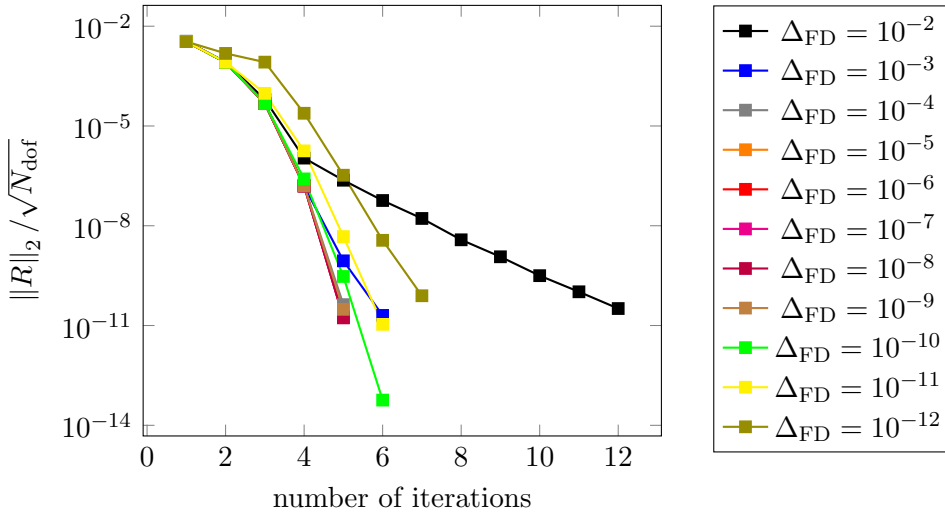 10⁻²
10⁻⁵
10⁻⁸
10⁻¹¹
10⁻¹⁴
‖R‖₂ /√N_dof
0 2 4 6 8 10 12
number of iterations
Δ_FD = 10⁻²
Δ_FD = 10⁻³
Δ_FD = 10⁻⁴
Δ_FD = 10⁻⁵
Δ_FD = 10⁻⁶
Δ_FD = 10⁻⁷
Δ_FD = 10⁻⁸
Δ_FD = 10⁻⁹
Δ_FD = 10⁻¹⁰
Δ_FD = 10⁻¹¹
Δ_FD = 10⁻¹²